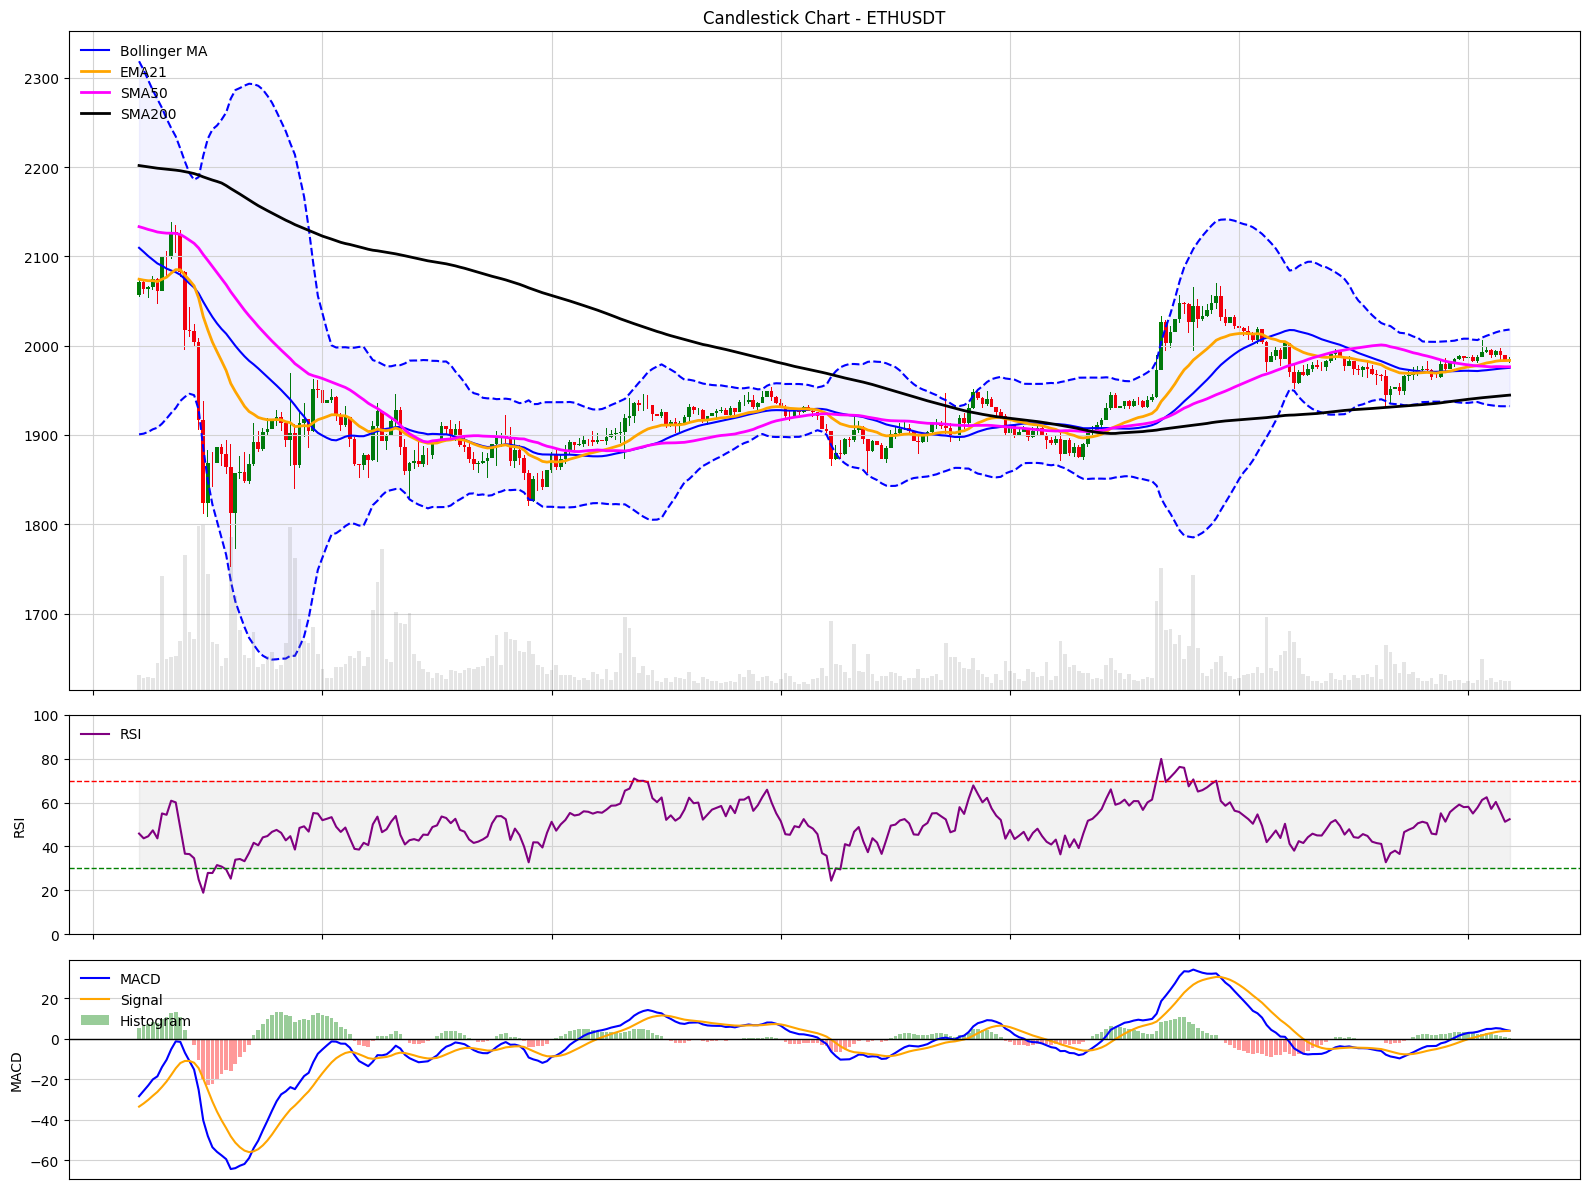 Candlestick Chart - ETHUSDT
Bollinger MA
EMA21
SMA50
SMA200
2300
2200
2100
2000
1900
1800
1700
RSI
100
80
60
40
20
0
RSI
MACD
Signal
Histogram
20
0
−20
−40
−60
MACD